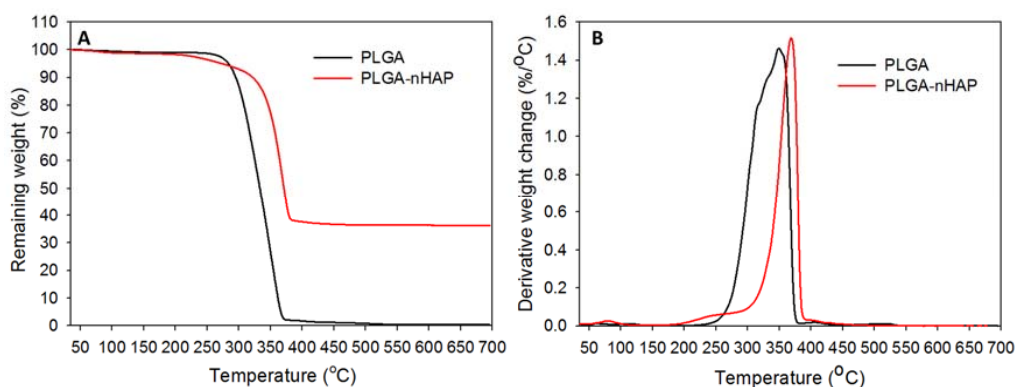 A
PLGA
PLGA-nHAP
Remaining weight (%)
110
100
90
80
70
60
50
40
30
20
10
0
50 100 150 200 250 300 350 400 450 500 550 600 650 700
Temperature (°C)
B
PLGA
PLGA-nHAP
Derivative weight change (%/°C)
1.6
1.4
1.2
1.0
0.8
0.6
0.4
0.2
0.0
50 100 150 200 250 300 350 400 450 500 550 600 650 700
Temperature (°C)